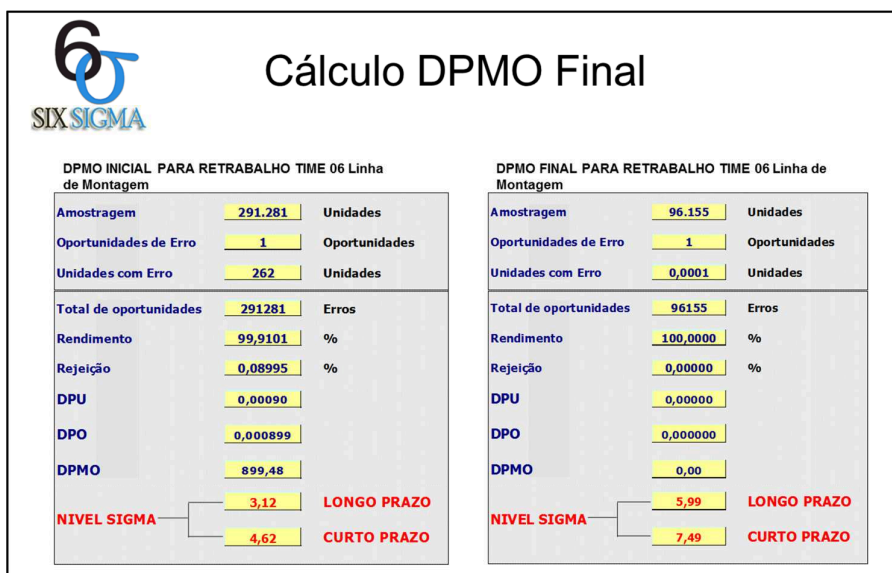 6σ
SIX SIGMA
Cálculo DPMO Final
DPMO INICIAL PARA RETRABALHO TIME 06 Linha
de Montagem
Amostragem 291.281 Unidades
Oportunidades de Erro 1 Oportunidades
Unidades com Erro 262 Unidades
Total de oportunidades 291281 Erros
Rendimento 99,9101 %
Rejeição 0,08995 %
DPU 0,00090
DPO 0,000899
DPMO 899,48
NIVEL SIGMA
3,12 LONGO PRAZO
4,62 CURTO PRAZO
DPMO FINAL PARA RETRABALHO TIME 06 Linha de
Montagem
Amostragem 96.155 Unidades
Oportunidades de Erro 1 Oportunidades
Unidades com Erro 0,0001 Unidades
Total de oportunidades 96155 Erros
Rendimento 100,0000 %
Rejeição 0,00000 %
DPU 0,00000
DPO 0,000000
DPMO 0,00
NIVEL SIGMA
5,99 LONGO PRAZO
7,49 CURTO PRAZO